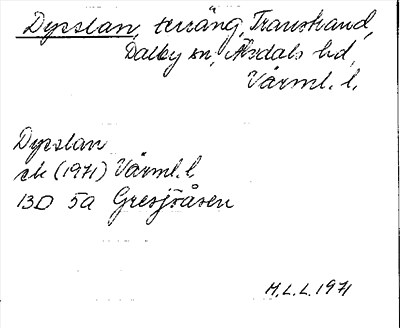 Dypslan, terräng, Transtrand,
Dalby sn, Älvdals hd,
Värml. l.
Dypslan
ek (1971) Värml. l
13D 5a Gresjöåsen
H.L.L. 1971